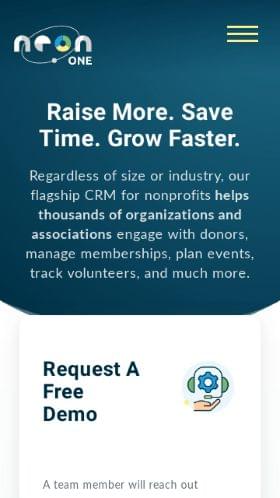 neon
ONE
Raise More. Save
Time. Grow Faster.
Regardless of size or industry, our
flagship CRM for nonprofits helps
thousands of organizations and
associations engage with donors,
manage memberships, plan events,
track volunteers, and much more.
Request A
Free
Demo
A team member will reach out